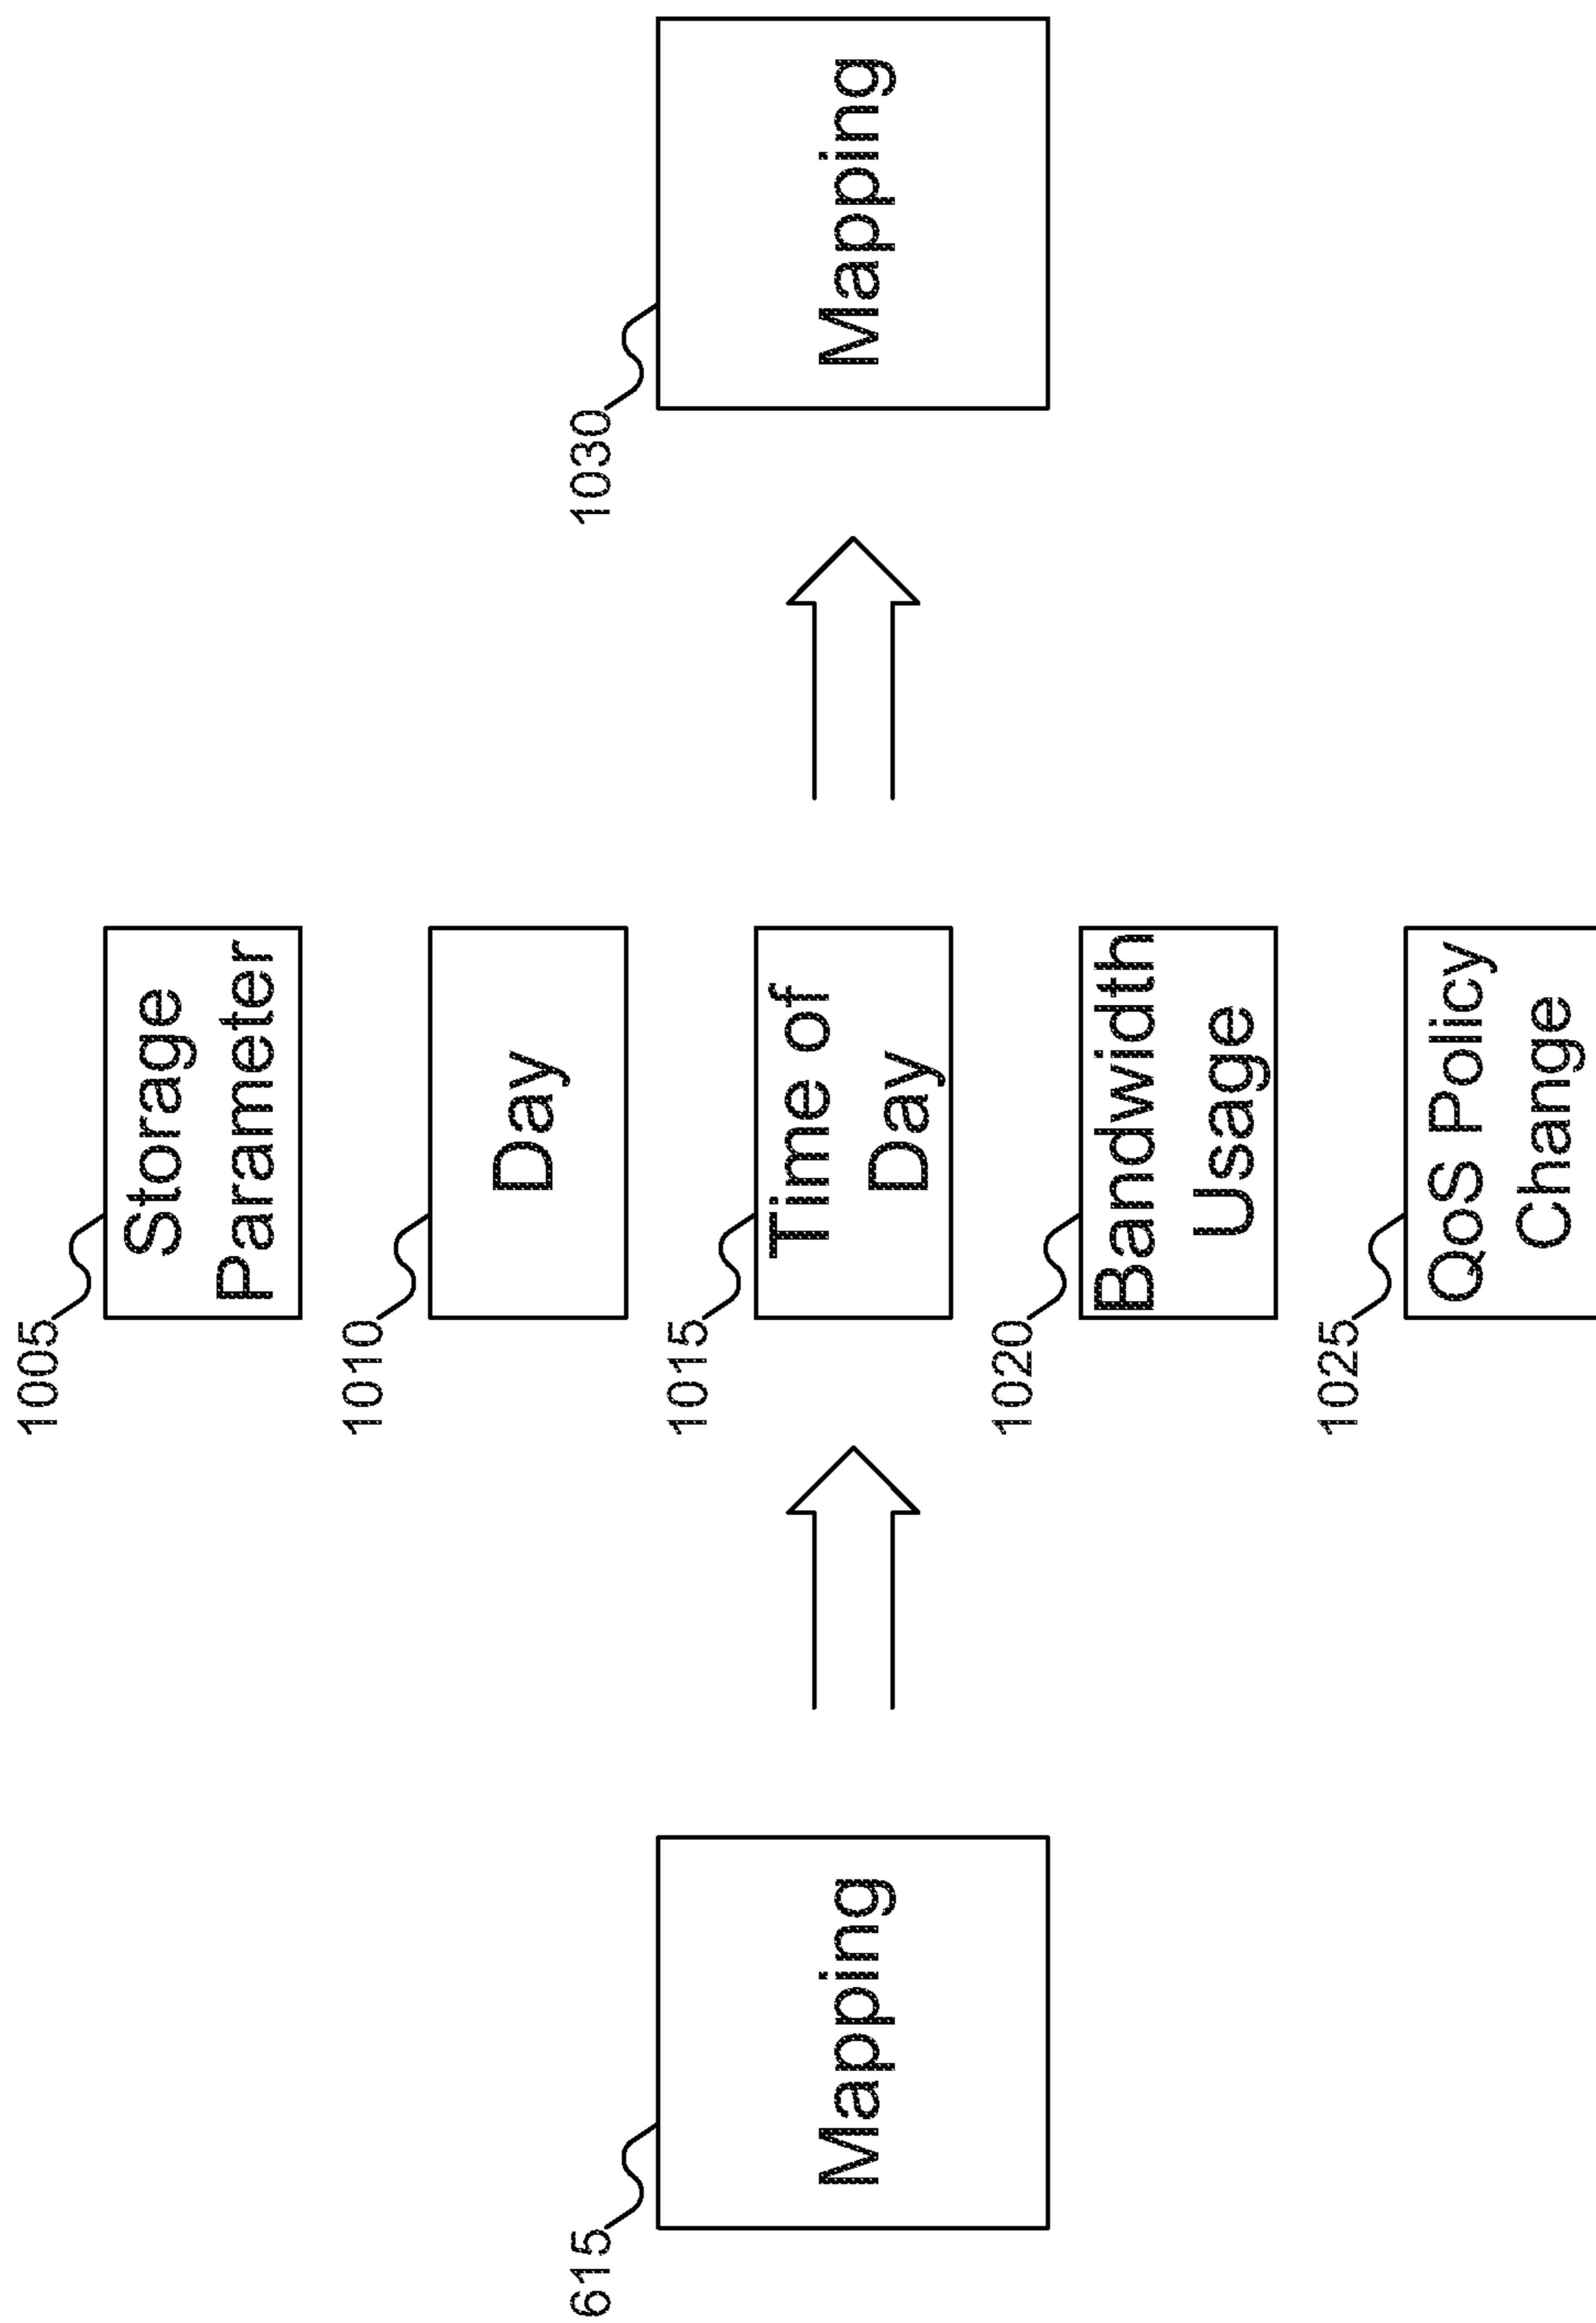 615
Mapping
1005
Storage
Parameter
1010
Day
1015
Time of
Day
1020
Bandwidth
Usage
1025
QoS Policy
Change
1030
Mapping